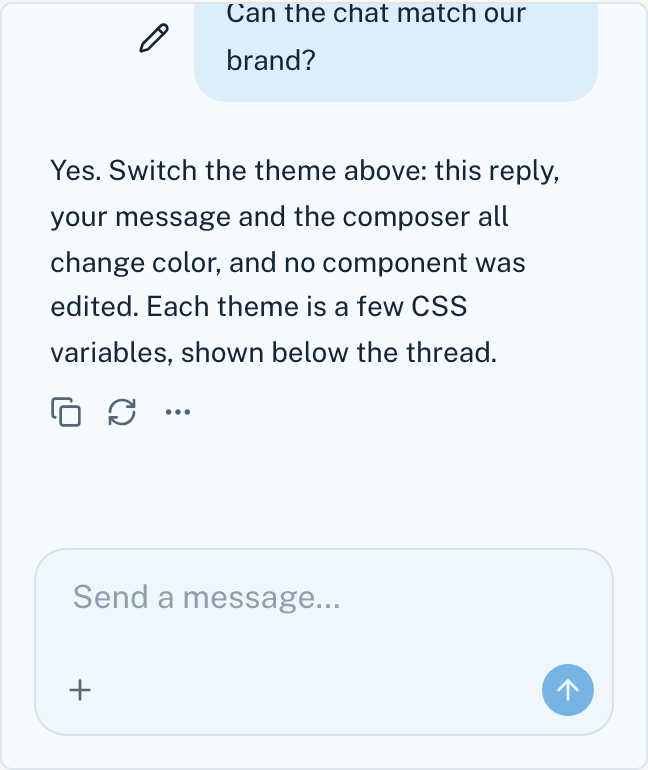 Can the chat match our
brand?
Yes. Switch the theme above: this reply,
your message and the composer all
change color, and no component was
edited. Each theme is a few CSS
variables, shown below the thread.
Send a message...